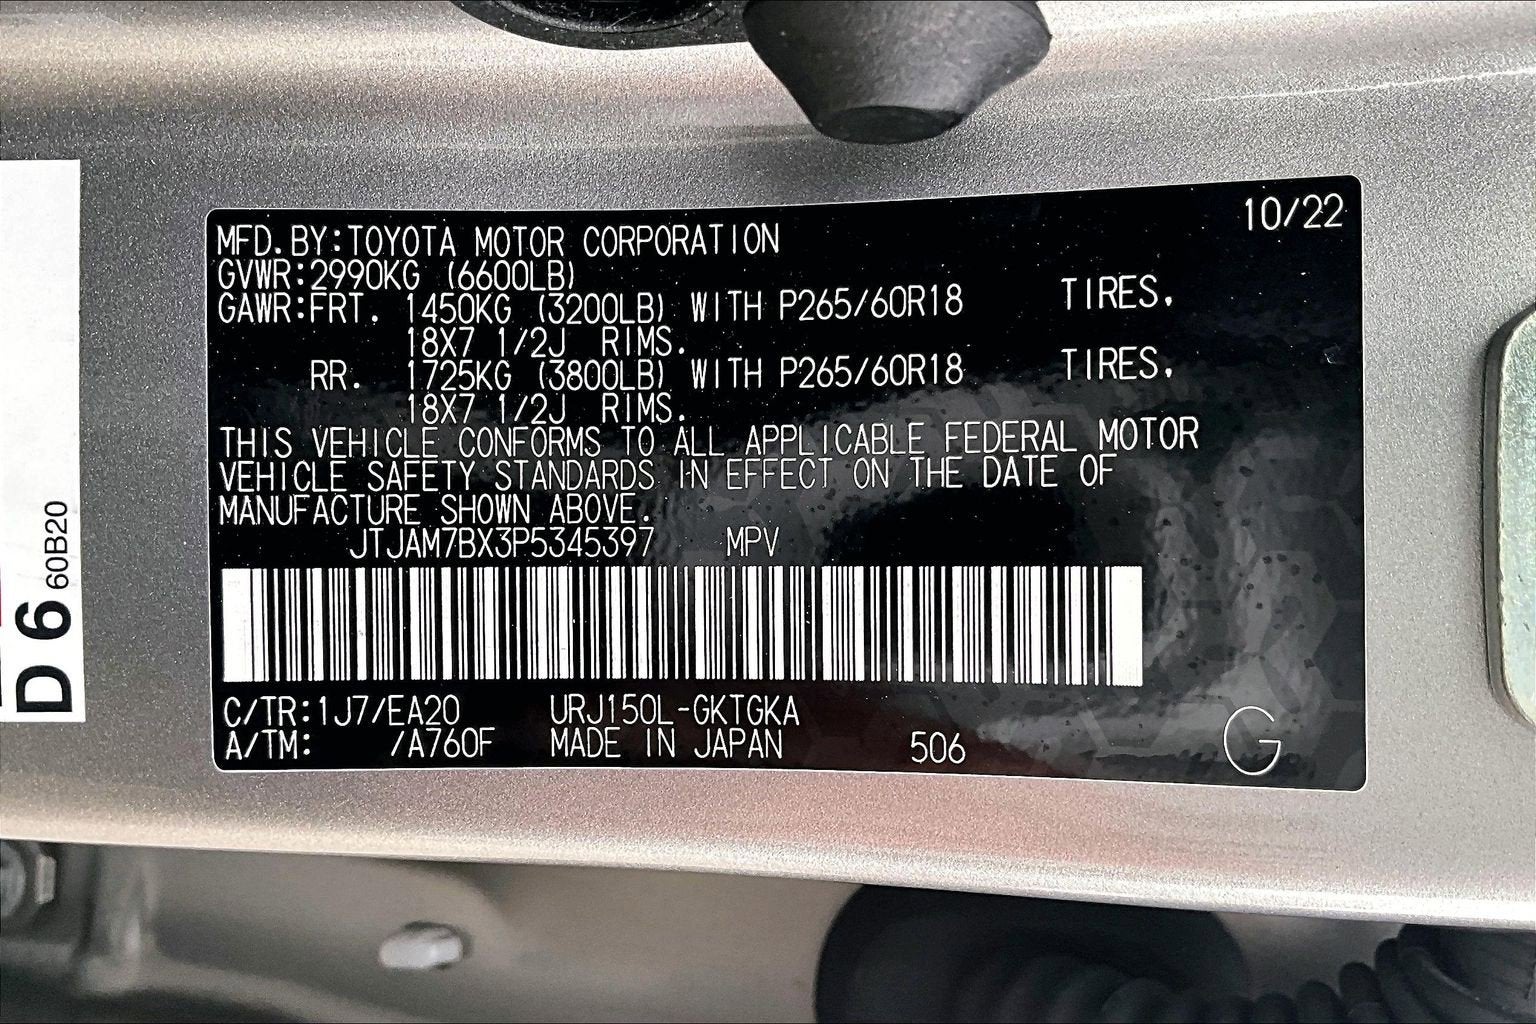 10/22
MFD.BY:TOYOTA MOTOR CORPORATION
GVWR:2990KG (6600LB)
GAWR:FRT. 1450KG (3200LB) WITH P265/60R18 TIRES,
18X7 1/2J RIMS.
RR. 1725KG (3800LB) WITH P265/60R18 TIRES,
18X7 1/2J RIMS.
THIS VEHICLE CONFORMS TO ALL APPLICABLE FEDERAL MOTOR
VEHICLE SAFETY STANDARDS IN EFFECT ON THE DATE OF
MANUFACTURE SHOWN ABOVE.
JTJAM7BX3P5345397 MPV
C/TR:1J7/EA20 URJ150L-GKTGKA
A/TM: /A760F MADE IN JAPAN 506 G
D 6 60B20